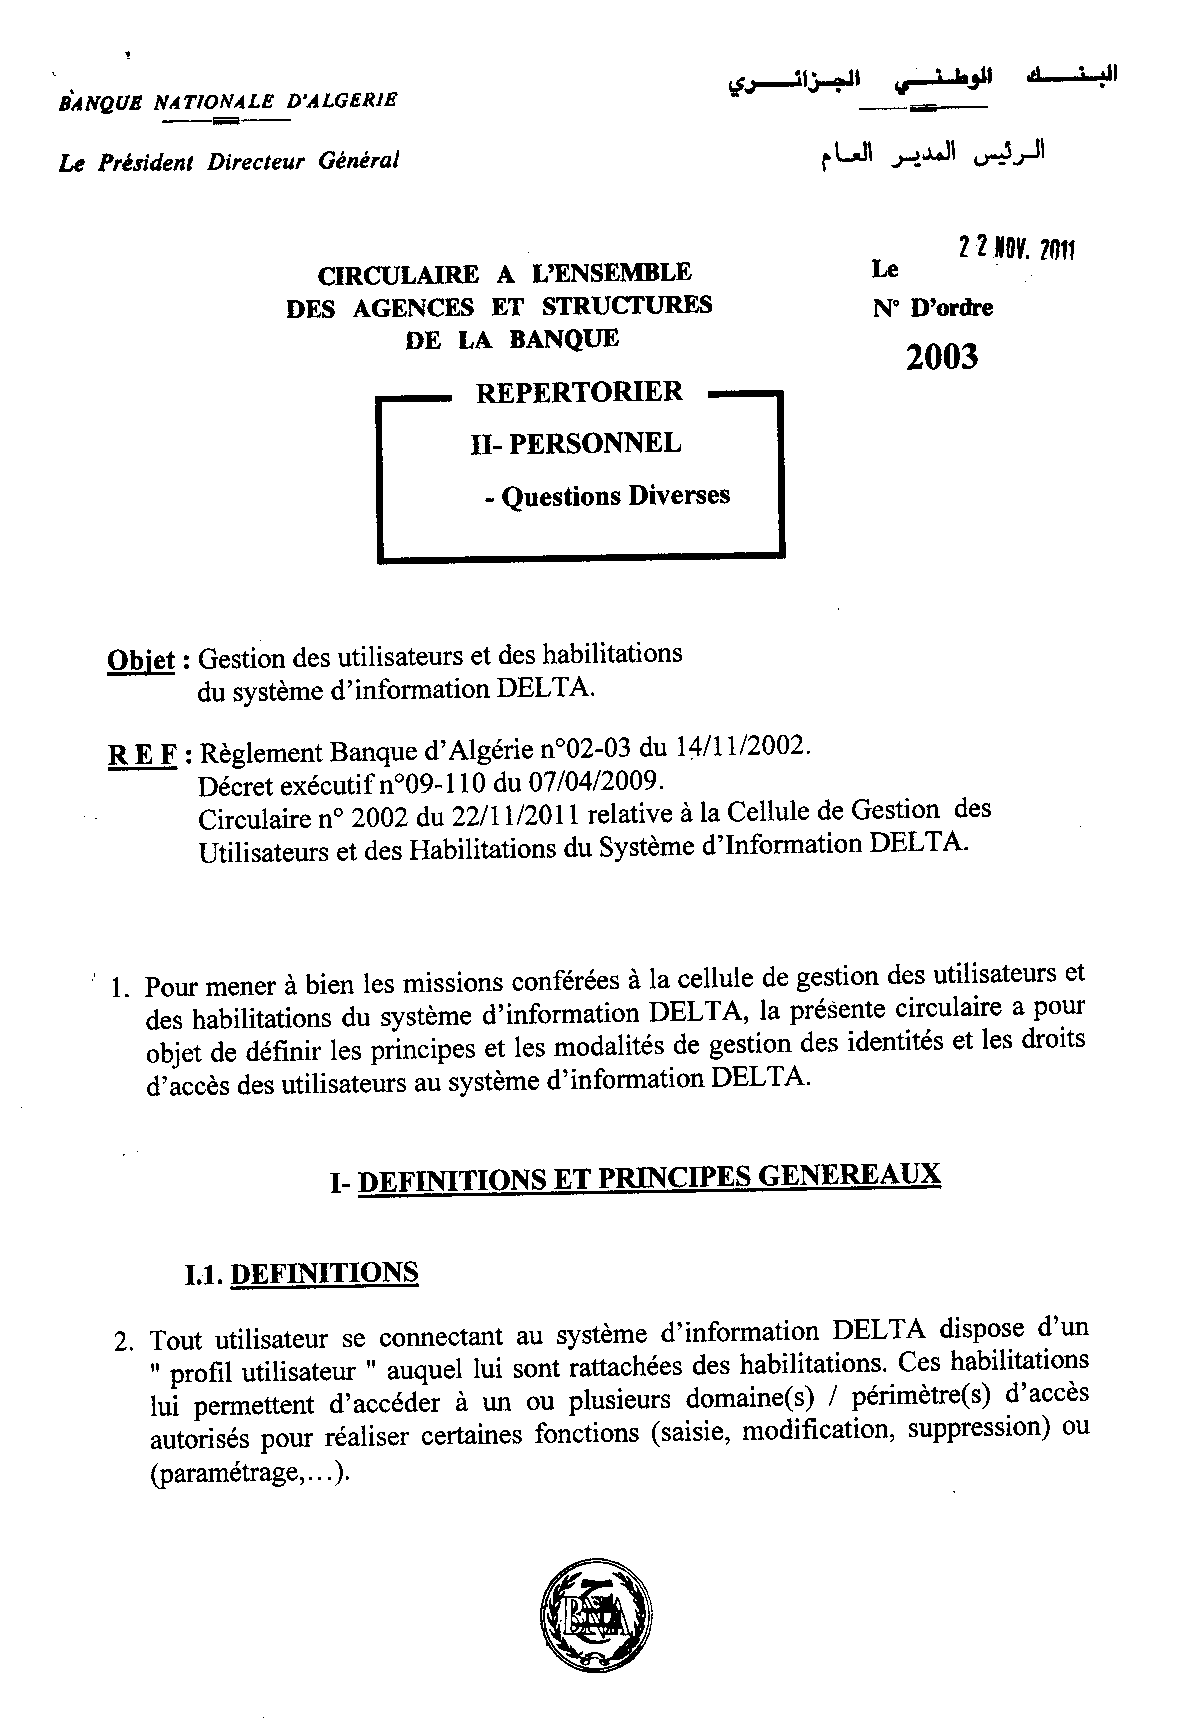 BANQUE NATIONALE D'ALGERIE
البنك الوطني الجزائري
Le Président Directeur Général
الرئيس المدير العام
22 NOV. 2011
CIRCULAIRE A L'ENSEMBLE
Le
DES AGENCES ET STRUCTURES
N° D'ordre
DE LA BANQUE
2003
REPERTORIER
II- PERSONNEL
- Questions Diverses
Objet : Gestion des utilisateurs et des habilitations
du système d'information DELTA.
R E F : Règlement Banque d'Algérie n°02-03 du 14/11/2002.
Décret exécutif n°09-110 du 07/04/2009.
Circulaire n° 2002 du 22/11/2011 relative à la Cellule de Gestion des
Utilisateurs et des Habilitations du Système d'Information DELTA.
1. Pour mener à bien les missions conférées à la cellule de gestion des utilisateurs et
des habilitations du système d'information DELTA, la présente circulaire a pour
objet de définir les principes et les modalités de gestion des identités et les droits
d'accès des utilisateurs au système d'information DELTA.
I- DEFINITIONS ET PRINCIPES GENEREAUX
I.1. DEFINITIONS
2. Tout utilisateur se connectant au système d'information DELTA dispose d'un
" profil utilisateur " auquel lui sont rattachées des habilitations. Ces habilitations
lui permettent d'accéder à un ou plusieurs domaine(s) / périmètre(s) d'accès
autorisés pour réaliser certaines fonctions (saisie, modification, suppression) ou
(paramétrage,...).
BNA